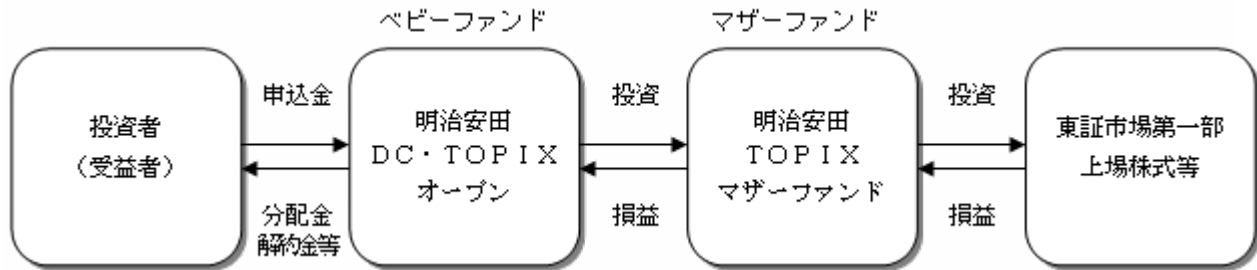 ベビーファンド
マザーファンド
投資者
（受益者）
申込金
分配金
解約金等
明治安田
ＤＣ・ＴＯＰＩＸ
オープン
投資
損益
明治安田
ＴＯＰＩＸ
マザーファンド
投資
損益
東証市場第一部
上場株式等